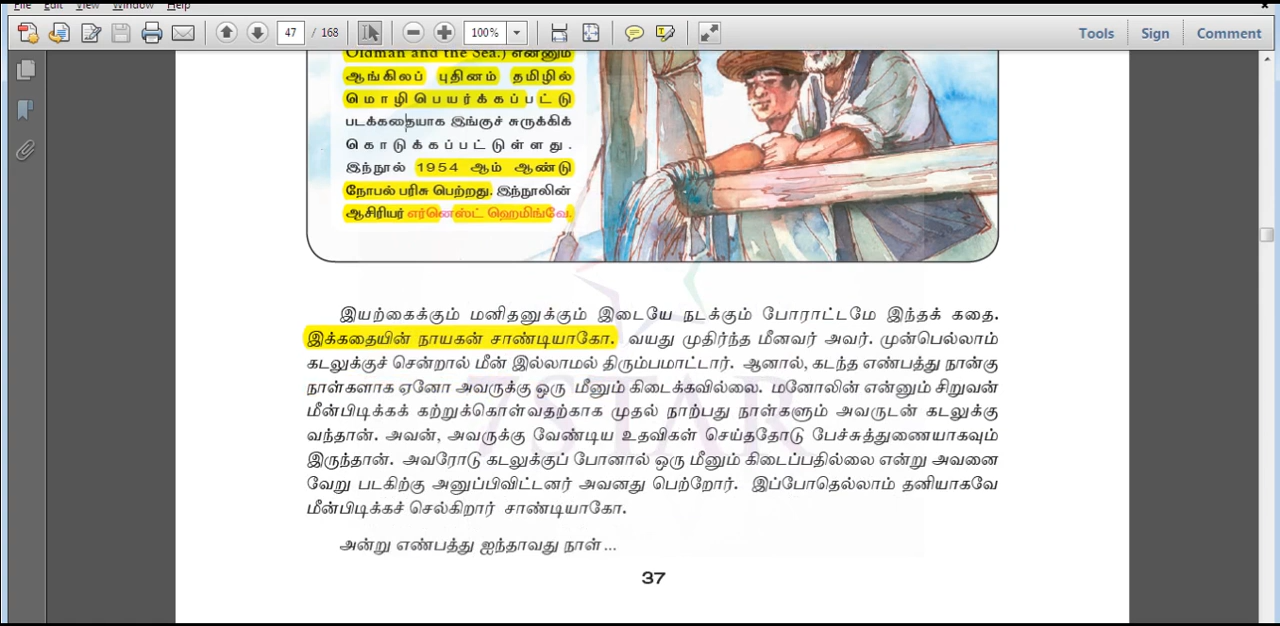 File Edit View Window Help
47 / 168 100% Tools Sign Comment
Oldman and the Sea.) என்னும்
ஆங்கிலப் புதினம் தமிழில்
மொழிபெயர்க்கப்பட்டு
படக்கதையாக இங்குச் சுருக்கிக்
கொடுக்கப்பட்டுள்ளது.
இந்நூல் 1954 ஆம் ஆண்டு
நோபல் பரிசு பெற்றது. இந்நூலின்
ஆசிரியர் எர்னெஸ்ட் ஹெமிங்வே.
இயற்கைக்கும் மனிதனுக்கும் இடையே நடக்கும் போராட்டமே இந்தக் கதை.
இக்கதையின் நாயகன் சாண்டியாகோ. வயது முதிர்ந்த மீனவர் அவர். முன்பெல்லாம்
கடலுக்குச் சென்றால் மீன் இல்லாமல் திரும்பமாட்டார். ஆனால், கடந்த எண்பத்து நான்கு
நாள்களாக ஏனோ அவருக்கு ஒரு மீனும் கிடைக்கவில்லை. மனோலின் என்னும் சிறுவன்
மீன்பிடிக்கக் கற்றுக்கொள்வதற்காக முதல் நாற்பது நாள்களும் அவருடன் கடலுக்கு
வந்தான். அவன், அவருக்கு வேண்டிய உதவிகள் செய்ததோடு பேச்சுத்துணையாகவும்
இருந்தான். அவரோடு கடலுக்குப் போனால் ஒரு மீனும் கிடைப்பதில்லை என்று அவனை
வேறு படகிற்கு அனுப்பிவிட்டனர் அவனது பெற்றோர். இப்போதெல்லாம் தனியாகவே
மீன்பிடிக்கச் செல்கிறார் சாண்டியாகோ.
அன்று எண்பத்து ஐந்தாவது நாள் ...
37
7STAR